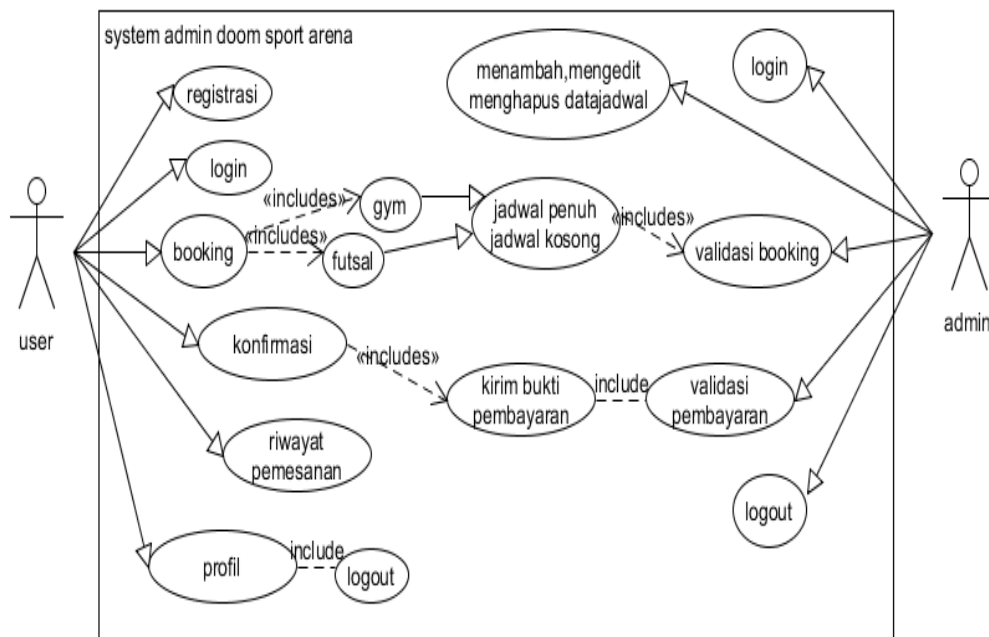 system admin doom sport arena
registrasi
menambah,mengedit
menghapus datajadwal
login
login
«includes»
gym
jadwal penuh
jadwal kosong
«includes»
booking
«includes»
futsal
validasi booking
user
admin
konfirmasi
«includes»
kirim bukti
pembayaran
include
validasi
pembayaran
riwayat
pemesanan
logout
profil
include
logout